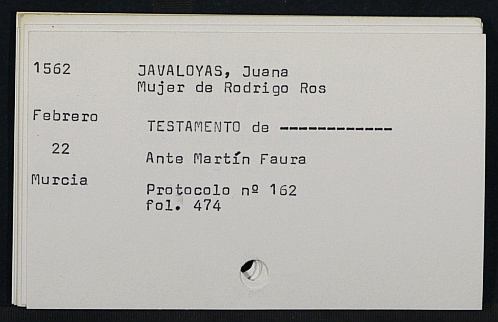 1562 JAVALOYAS, Juana
Mujer de Rodrigo Ros
Febrero
TESTAMENTO de ------------
22
Ante Martín Faura
Murcia
Protocolo nº 162
fol. 474